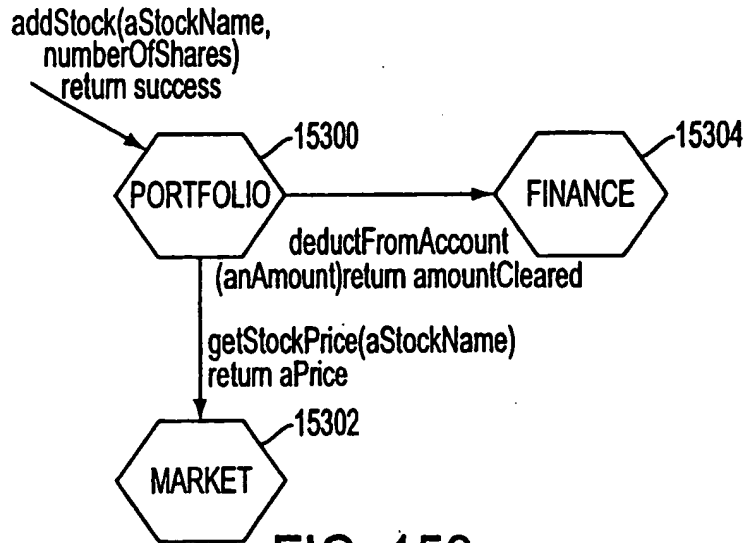 addStock(aStockName,
numberOfShares)
return success
15300
15304
PORTFOLIO
FINANCE
deductFromAccount
(anAmount)return amountCleared
getStockPrice(aStockName)
return aPrice
15302
MARKET